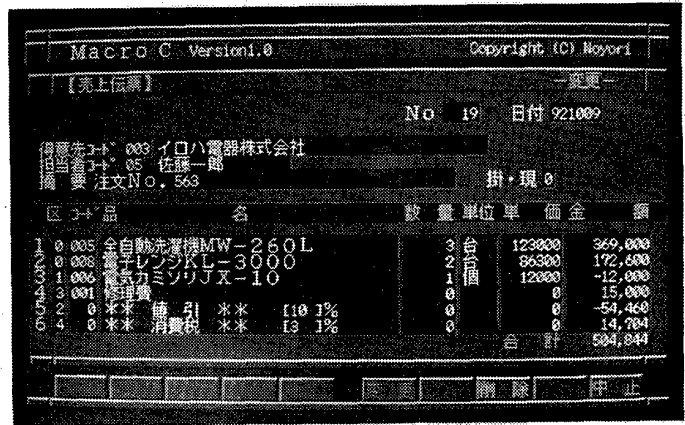 Macro C Version1.0 Copyright (C) Noyori
【売上伝票】 －変更－
No 19 日付 921009
得意先ｺｰﾄﾞ 003 イロハ電器株式会社
担当者ｺｰﾄﾞ 05 佐藤一郎
摘 要 注文No.563 掛・現 0
区 ｺｰﾄﾞ 品 名 数 量 単位 単 価 金 額
1 0 005 全自動洗濯機MW－260L 3 台 123000 369,000
2 0 008 電子レンジKL－3000 2 台 86300 172,600
3 1 006 電気カミソリJX－10 1 個 12000 -12,000
4 3 001 修理費 0 0 15,000
5 2 0 ＊＊ 値 引 ＊＊ [10 ]% 0 0 -54,460
6 4 0 ＊＊ 消費税 ＊＊ [3 ]% 0 0 14,704
合 計 504,844
削 除 中 止